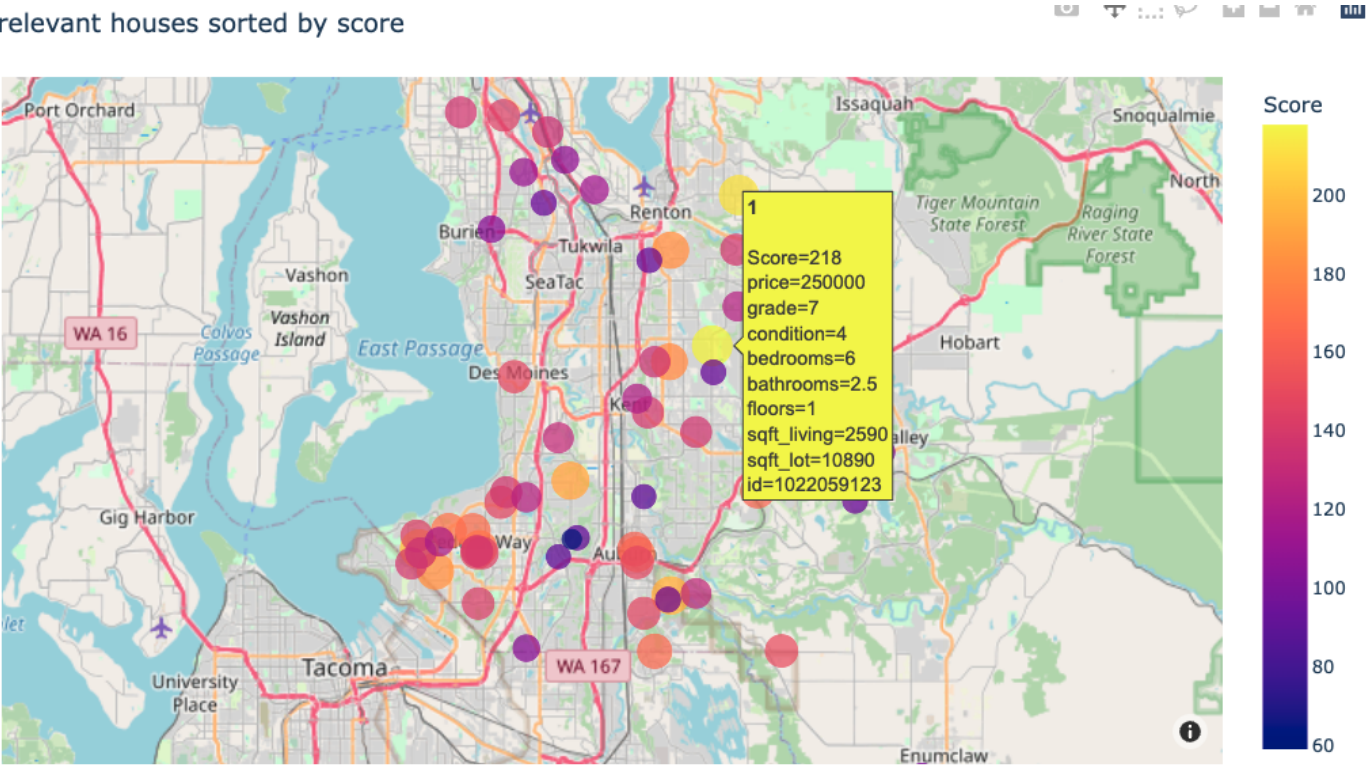 relevant houses sorted by score
Port Orchard
Issaquah
Snoqualmie
North
Renton
Tiger Mountain
State Forest
Raging
River State
Forest
Burien
Tukwila
Vashon
SeaTac
Vashon
Island
WA 16
Colvos
Passage
East Passage
Hobart
Des Moines
Kent
alley
1
Score=218
price=250000
grade=7
condition=4
bedrooms=6
bathrooms=2.5
floors=1
sqft_living=2590
sqft_lot=10890
id=1022059123
Gig Harbor
Way
Au
let
Tacoma
WA 167
University
Place
Enumclaw
Score
200
180
160
140
120
100
80
60